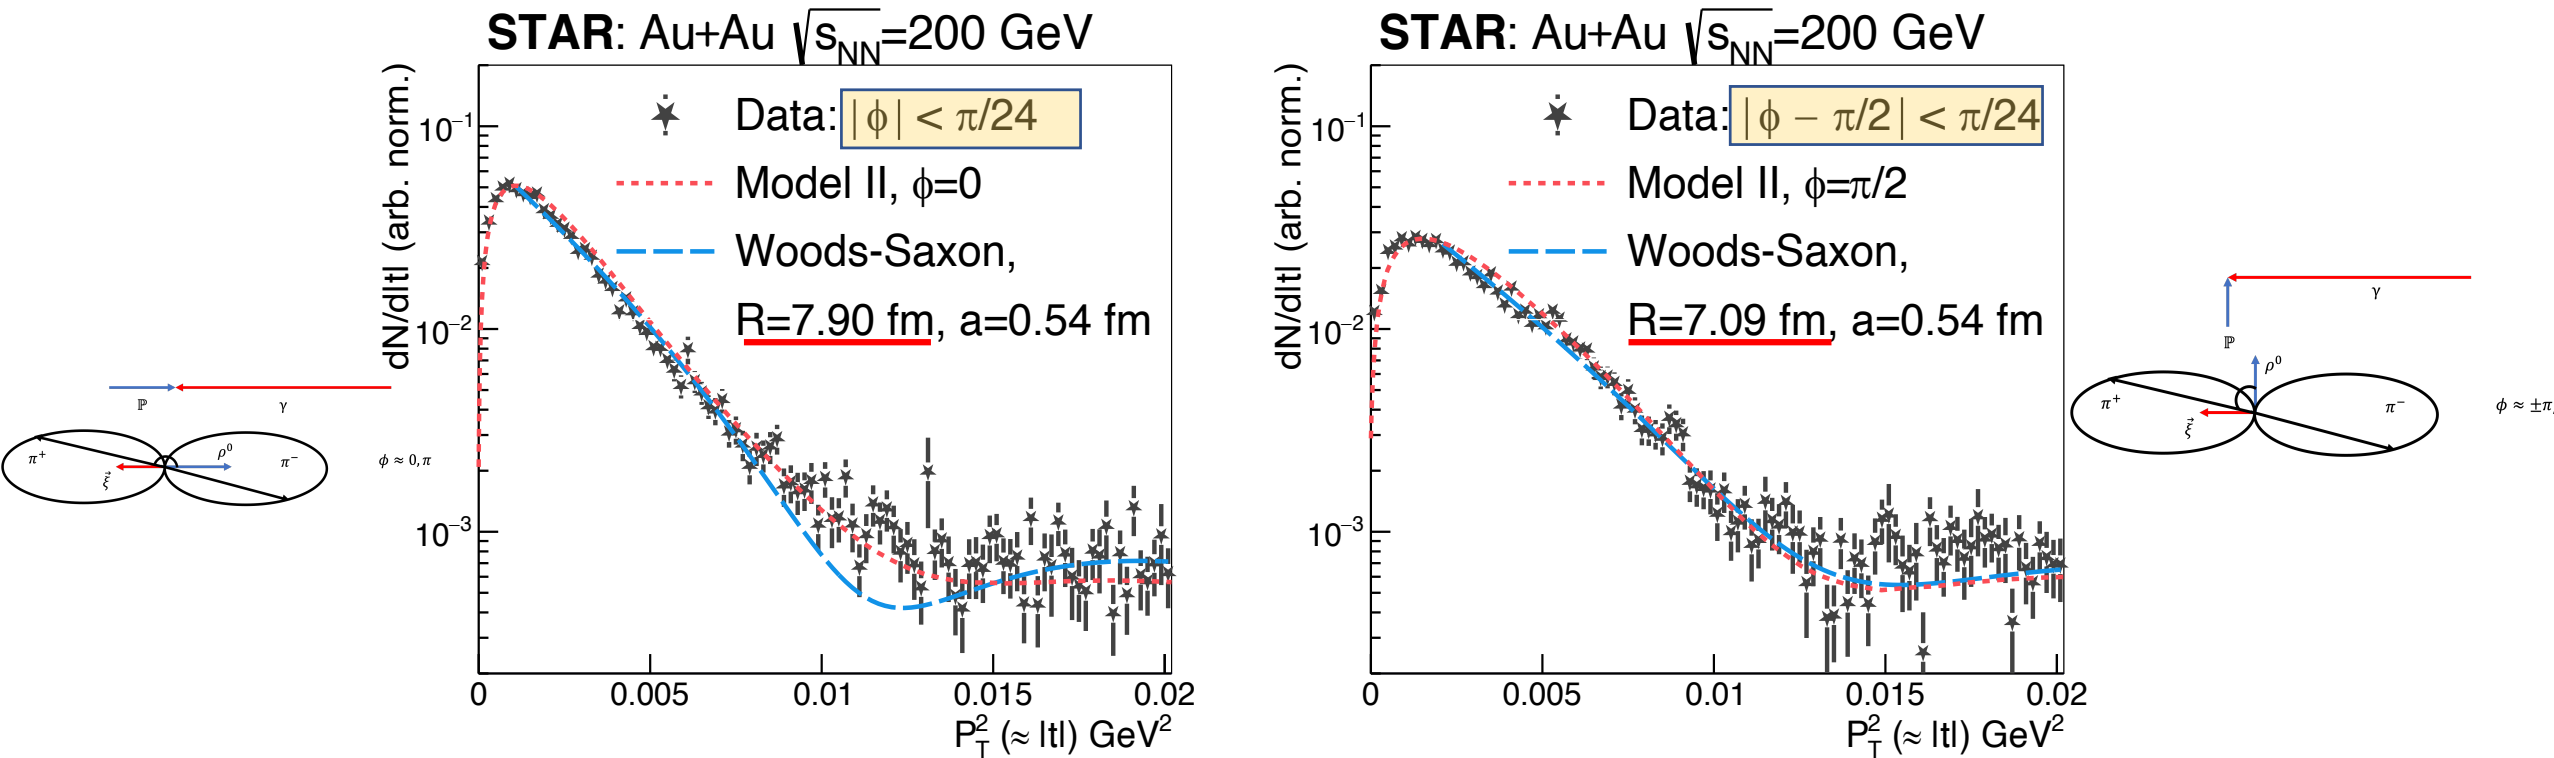 STAR: Au+Au √s_NN=200 GeV
dN/d|t| (arb. norm.)
10⁻¹
10⁻²
10⁻³
Data: |ϕ| < π/24
Model II, ϕ=0
Woods-Saxon,
R=7.90 fm, a=0.54 fm
0 0.005 0.01 0.015 0.02
P_T² (≈ |t|) GeV²
ℙ γ
π⁺ ξ⃗ ρ⁰ π⁻ ϕ ≈ 0, π
STAR: Au+Au √s_NN=200 GeV
dN/d|t| (arb. norm.)
10⁻¹
10⁻²
10⁻³
Data: |ϕ − π/2| < π/24
Model II, ϕ=π/2
Woods-Saxon,
R=7.09 fm, a=0.54 fm
0 0.005 0.01 0.015 0.02
P_T² (≈ |t|) GeV²
γ
ℙ
ρ⁰
π⁺ ξ⃗ π⁻ ϕ ≈ ±π